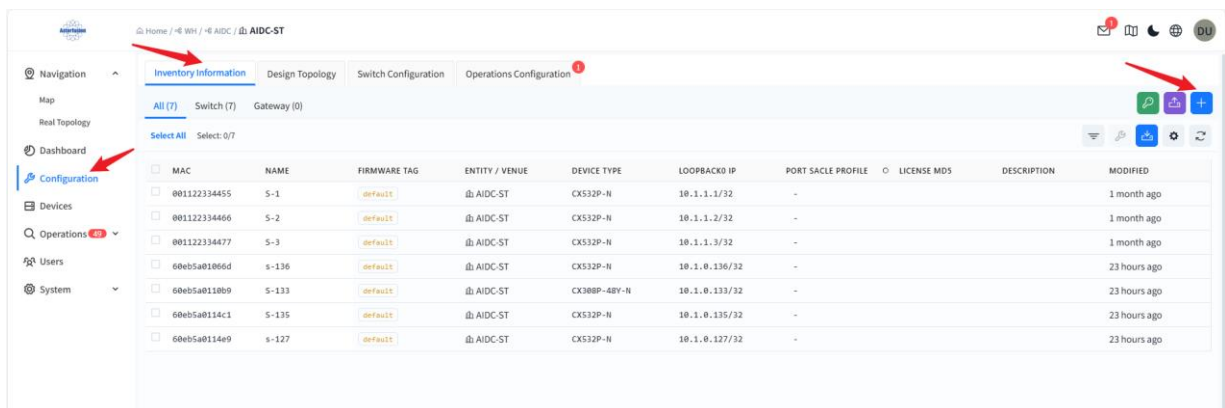 Asterfusion
Home / WH / AIDC / AIDC-ST
DU
Navigation
Map
Real Topology
Dashboard
Configuration
Devices
Operations 49
Users
System
Inventory Information Design Topology Switch Configuration Operations Configuration 1
All (7) Switch (7) Gateway (0)
Select All Select: 0/7
MAC NAME FIRMWARE TAG ENTITY / VENUE DEVICE TYPE LOOPBACK0 IP PORT SACLE PROFILE LICENSE MD5 DESCRIPTION MODIFIED
001122334455 S-1 default AIDC-ST CX532P-N 10.1.1.1/32 - 1 month ago
001122334466 S-2 default AIDC-ST CX532P-N 10.1.1.2/32 - 1 month ago
001122334477 S-3 default AIDC-ST CX532P-N 10.1.1.3/32 - 1 month ago
60eb5a01066d s-136 default AIDC-ST CX532P-N 10.1.0.136/32 - 23 hours ago
60eb5a0110b9 S-133 default AIDC-ST CX308P-48Y-N 10.1.0.133/32 - 23 hours ago
60eb5a0114c1 S-135 default AIDC-ST CX532P-N 10.1.0.135/32 - 23 hours ago
60eb5a0114e9 s-127 default AIDC-ST CX532P-N 10.1.0.127/32 - 23 hours ago